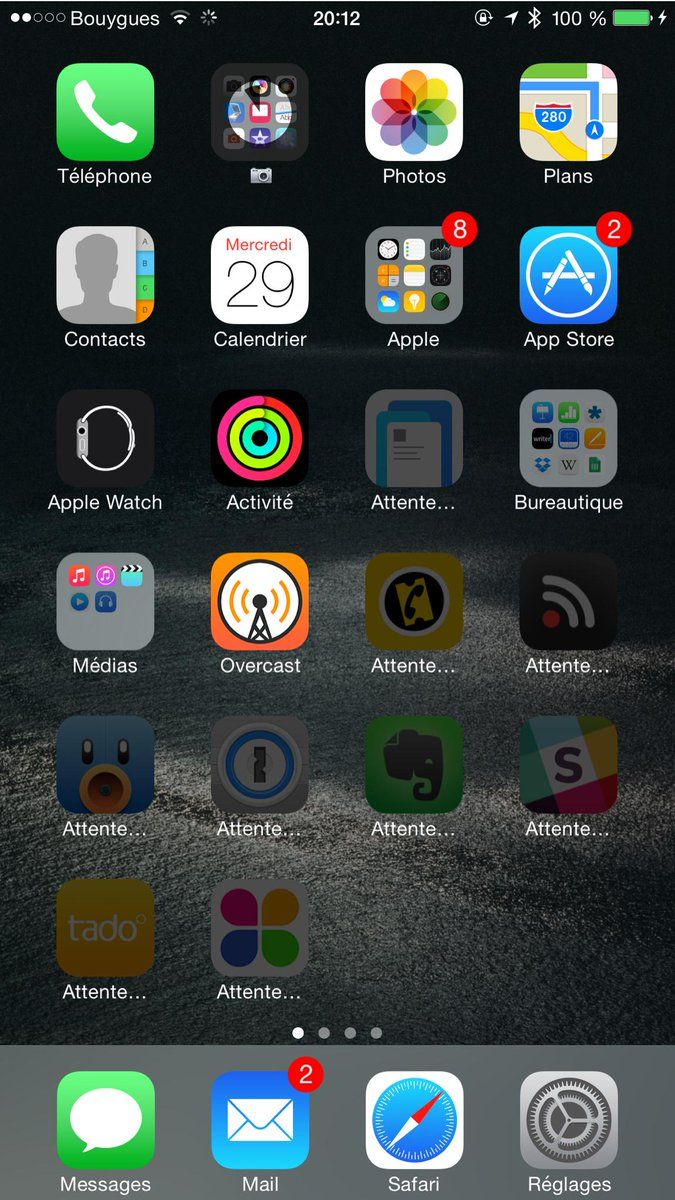 Bouygues 20:12 100 %
280
Téléphone Photos Plans
A
B
C
D
Mercredi
29
8
2
Contacts Calendrier Apple App Store
writer
W
Apple Watch Activité Attente... Bureautique
Médias Overcast Attente... Attente...
S
Attente... Attente... Attente... Attente...
tado°
Attente... Attente...
2
Messages Mail Safari Réglages